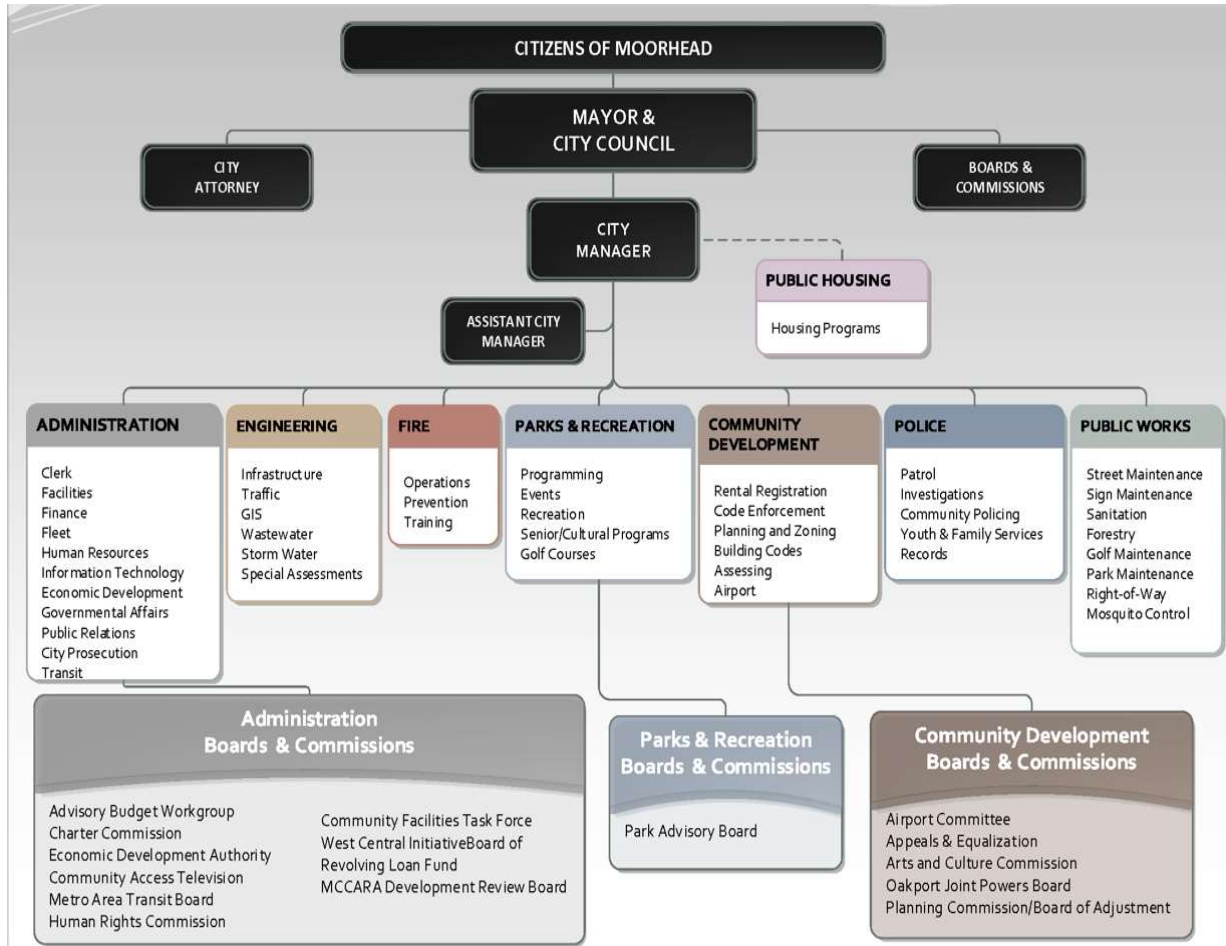 CITIZENS OF MOORHEAD
MAYOR &
CITY COUNCIL
CITY
ATTORNEY
BOARDS &
COMMISSIONS
CITY
MANAGER
PUBLIC HOUSING
Housing Programs
ASSISTANT CITY
MANAGER
ADMINISTRATION
Clerk
Facilities
Finance
Fleet
Human Resources
Information Technology
Economic Development
Governmental Affairs
Public Relations
City Prosecution
Transit
ENGINEERING
Infrastructure
Traffic
GIS
Wastewater
Storm Water
Special Assessments
FIRE
Operations
Prevention
Training
PARKS & RECREATION
Programming
Events
Recreation
Senior/Cultural Programs
Golf Courses
COMMUNITY
DEVELOPMENT
Rental Registration
Code Enforcement
Planning and Zoning
Building Codes
Assessing
Airport
POLICE
Patrol
Investigations
Community Policing
Youth & Family Services
Records
PUBLIC WORKS
Street Maintenance
Sign Maintenance
Sanitation
Forestry
Golf Maintenance
Park Maintenance
Right-of-Way
Mosquito Control
Administration
Boards & Commissions
Advisory Budget Workgroup
Charter Commission
Economic Development Authority
Community Access Television
Metro Area Transit Board
Human Rights Commission
Community Facilities Task Force
West Central InitiativeBoard of
Revolving Loan Fund
MCCARA Development Review Board
Parks & Recreation
Boards & Commissions
Park Advisory Board
Community Development
Boards & Commissions
Airport Committee
Appeals & Equalization
Arts and Culture Commission
Oakport Joint Powers Board
Planning Commission/Board of Adjustment